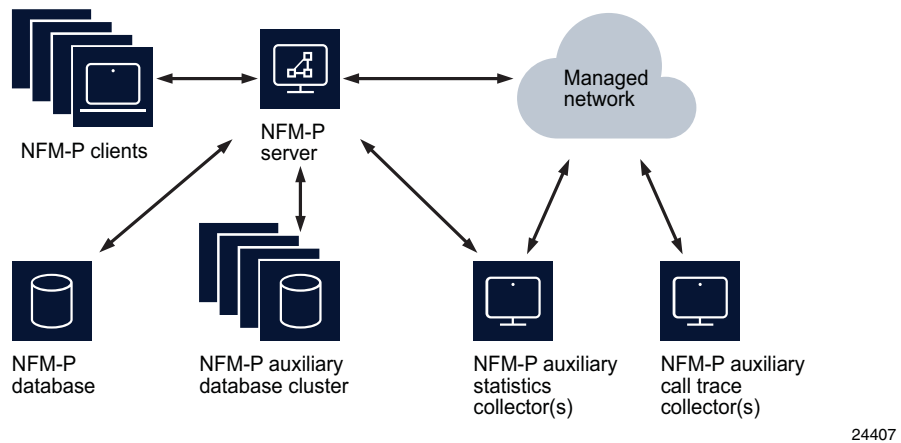 Managed
network
NFM-P clients
NFM-P
server
NFM-P
database
NFM-P auxiliary
database cluster
NFM-P auxiliary
statistics
collector(s)
NFM-P auxiliary
call trace
collector(s)
24407